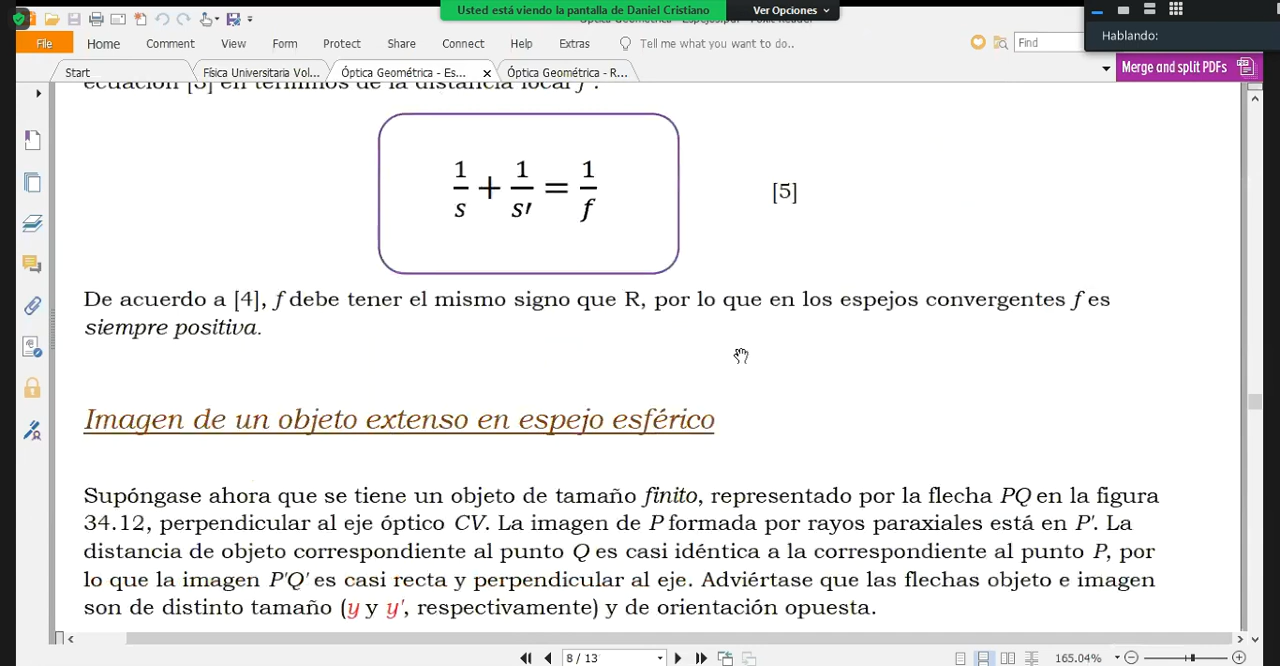 Usted está viendo la pantalla de Daniel Cristiano
Ver Opciones
Hablando:
File Home Comment View Form Protect Share Connect Help Extras Tell me what you want to do.. Find
Start Física Universitaria Vol... Óptica Geométrica - Es... Óptica Geométrica - R... Merge and split PDFs
1/s + 1/s′ = 1/f [5]
De acuerdo a [4], f debe tener el mismo signo que R, por lo que en los espejos convergentes f es
siempre positiva.
Imagen de un objeto extenso en espejo esférico
Supóngase ahora que se tiene un objeto de tamaño finito, representado por la flecha PQ en la figura
34.12, perpendicular al eje óptico CV. La imagen de P formada por rayos paraxiales está en P'. La
distancia de objeto correspondiente al punto Q es casi idéntica a la correspondiente al punto P, por
lo que la imagen P'Q' es casi recta y perpendicular al eje. Adviértase que las flechas objeto e imagen
son de distinto tamaño (y y y', respectivamente) y de orientación opuesta.
8 / 13 165.04%